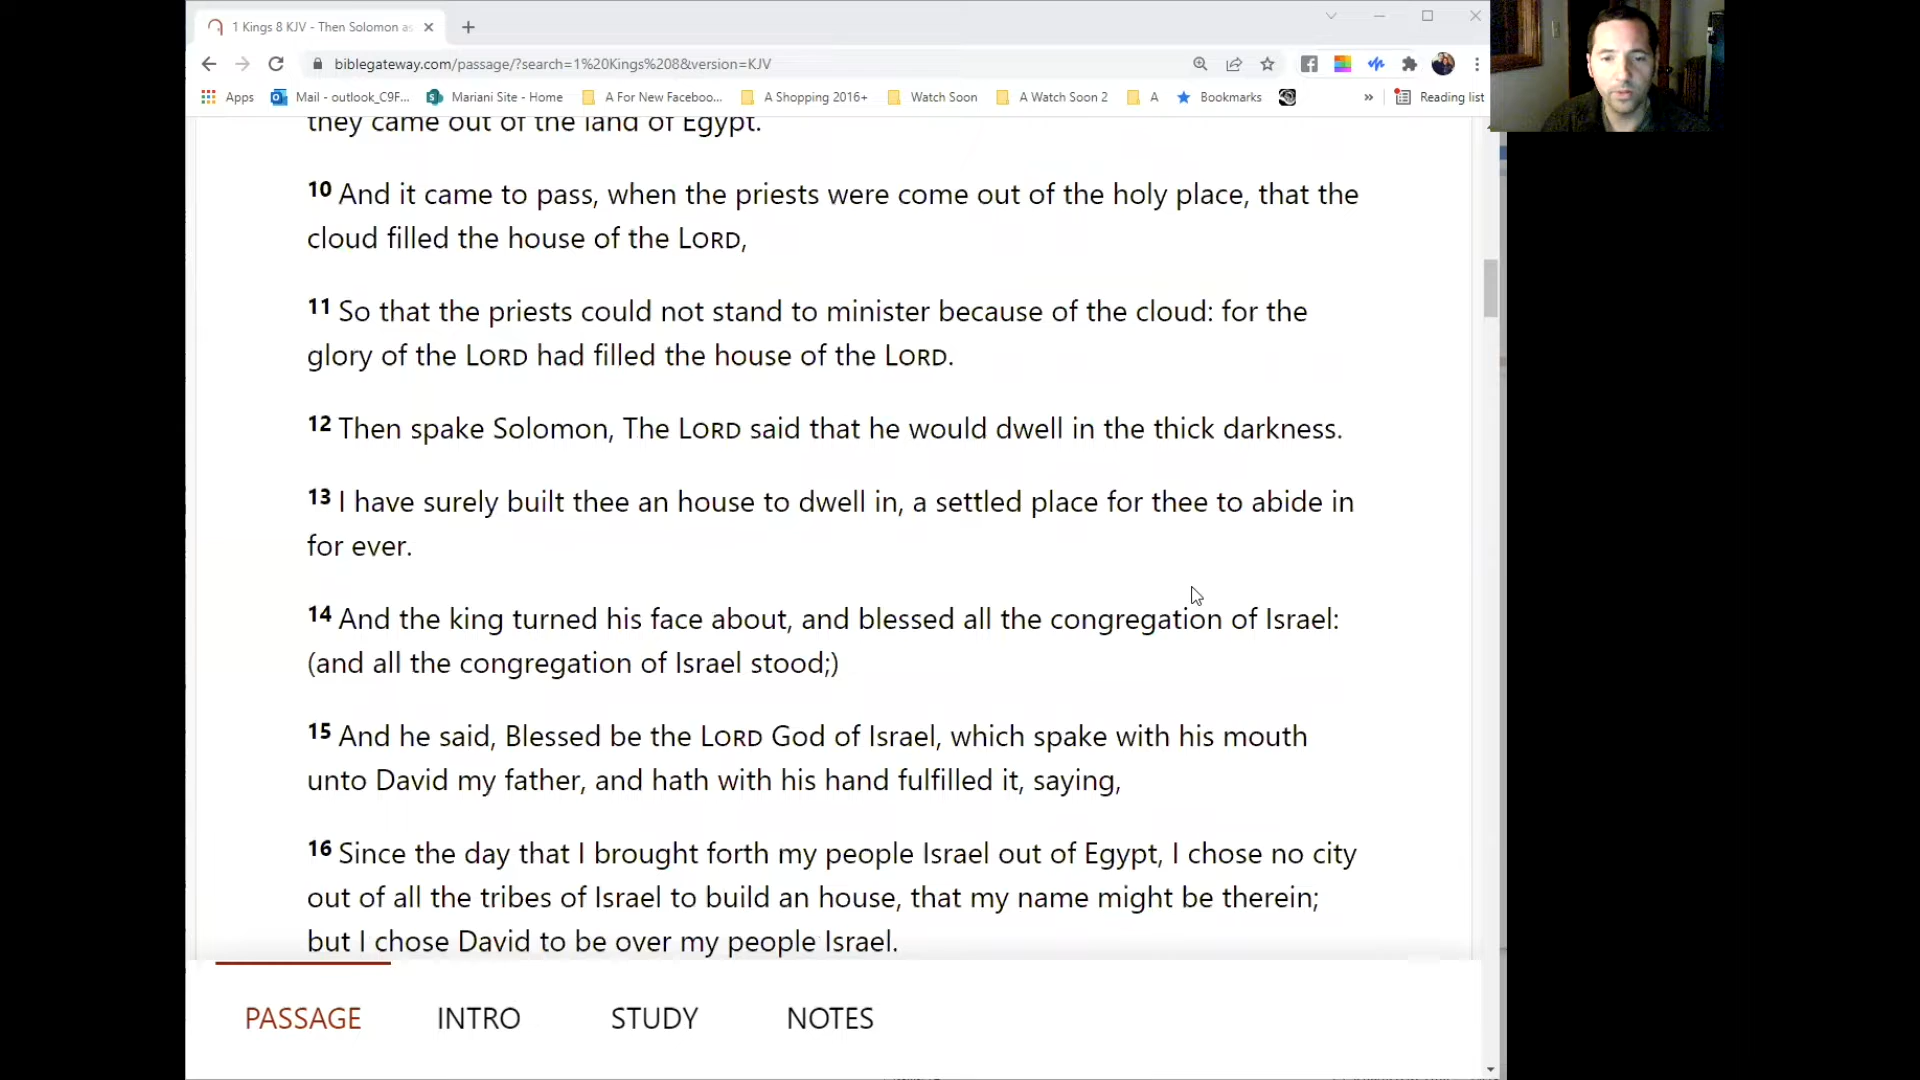 1 Kings 8 KJV - Then Solomon as
biblegateway.com/passage/?search=1%20Kings%208&version=KJV
Apps Mail - outlook_C9F... Mariani Site - Home A For New Faceboo... A Shopping 2016+ Watch Soon A Watch Soon 2 A Bookmarks » Reading list
they came out of the land of Egypt.
10 And it came to pass, when the priests were come out of the holy place, that the
cloud filled the house of the LORD,
11 So that the priests could not stand to minister because of the cloud: for the
glory of the LORD had filled the house of the LORD.
12 Then spake Solomon, The LORD said that he would dwell in the thick darkness.
13 I have surely built thee an house to dwell in, a settled place for thee to abide in
for ever.
14 And the king turned his face about, and blessed all the congregation of Israel:
(and all the congregation of Israel stood;)
15 And he said, Blessed be the LORD God of Israel, which spake with his mouth
unto David my father, and hath with his hand fulfilled it, saying,
16 Since the day that I brought forth my people Israel out of Egypt, I chose no city
out of all the tribes of Israel to build an house, that my name might be therein;
but I chose David to be over my people Israel.
PASSAGE INTRO STUDY NOTES